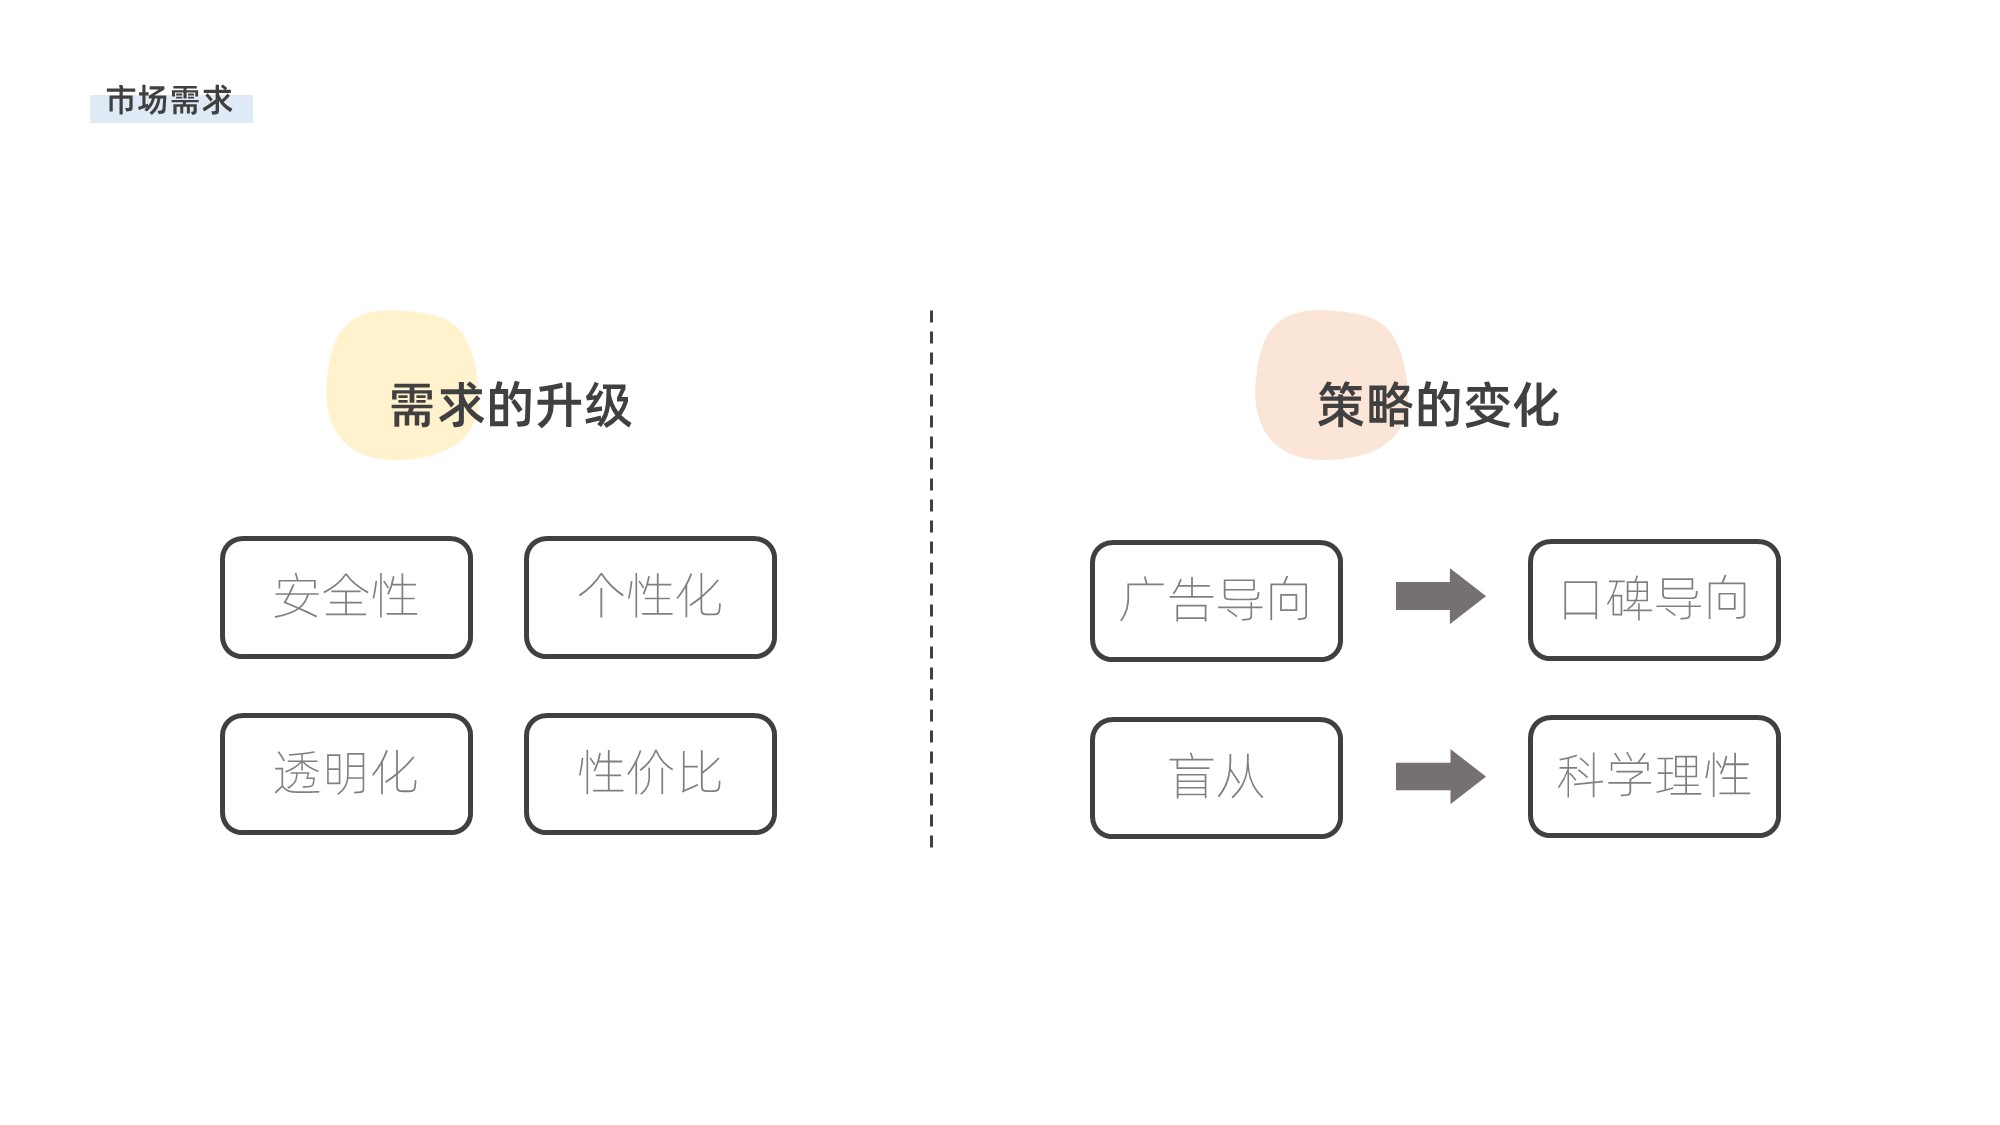 市场需求
需求的升级
安全性
个性化
透明化
性价比
策略的变化
广告导向
口碑导向
盲从
科学理性